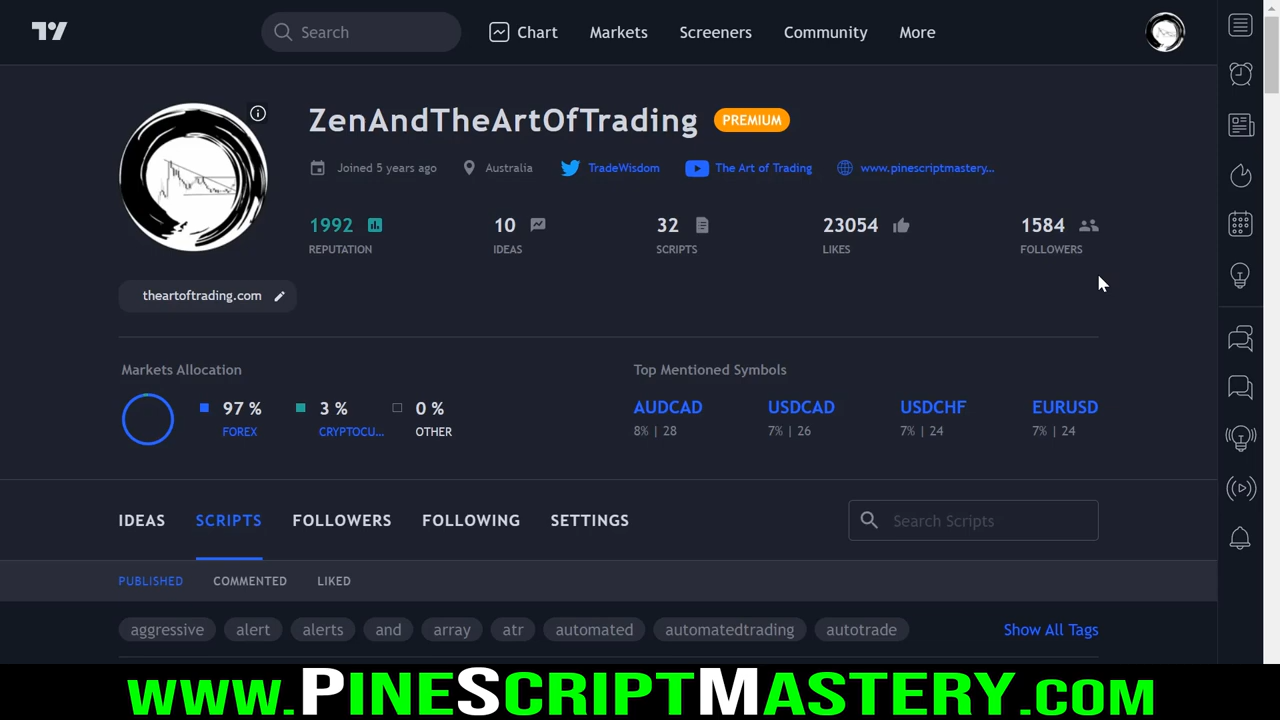 Search
Chart
Markets
Screeners
Community
More
ZenAndTheArtOfTrading
PREMIUM
Joined 5 years ago
Australia
TradeWisdom
The Art of Trading
www.pinescriptmastery...
1992
REPUTATION
10
IDEAS
32
SCRIPTS
23054
LIKES
1584
FOLLOWERS
theartoftrading.com
Markets Allocation
97 %
FOREX
3 %
CRYPTOCU...
0 %
OTHER
Top Mentioned Symbols
AUDCAD
8% | 28
USDCAD
7% | 26
USDCHF
7% | 24
EURUSD
7% | 24
IDEAS
SCRIPTS
FOLLOWERS
FOLLOWING
SETTINGS
Search Scripts
PUBLISHED
COMMENTED
LIKED
aggressive
alert
alerts
and
array
atr
automated
automatedtrading
autotrade
Show All Tags
www.PineScriptMastery.com